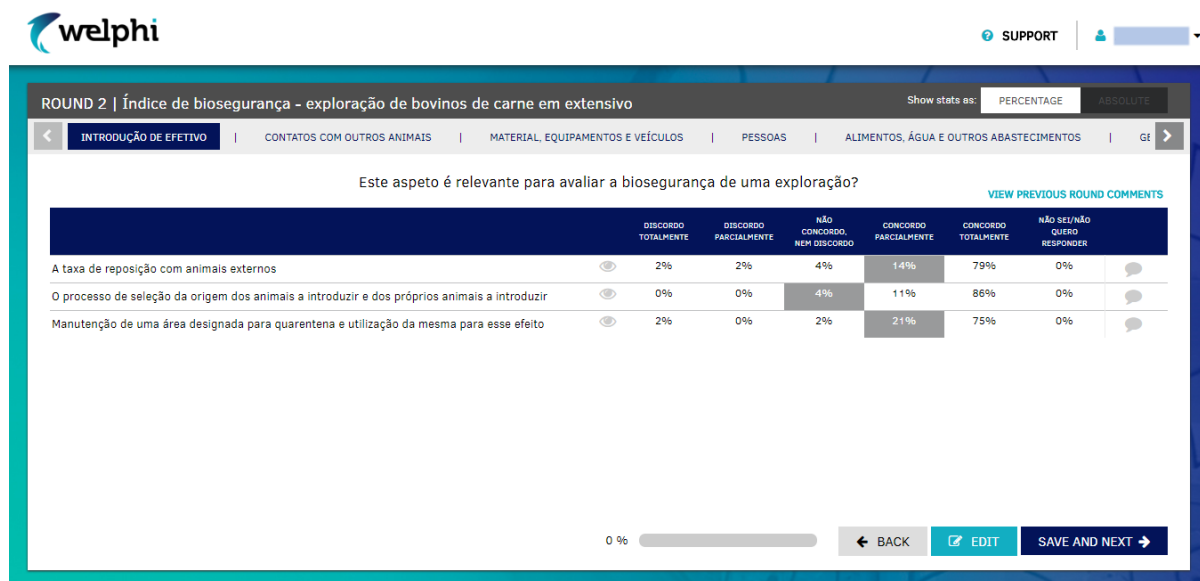 welphi
SUPPORT
ROUND 2 | Índice de biosegurança - exploração de bovinos de carne em extensivo
Show stats as: PERCENTAGE ABSOLUTE
INTRODUÇÃO DE EFETIVO | CONTATOS COM OUTROS ANIMAIS | MATERIAL, EQUIPAMENTOS E VEÍCULOS | PESSOAS | ALIMENTOS, ÁGUA E OUTROS ABASTECIMENTOS |
Este aspeto é relevante para avaliar a biosegurança de uma exploração?
VIEW PREVIOUS ROUND COMMENTS
DISCORDO TOTALMENTE
DISCORDO PARCIALMENTE
NÃO CONCORDO, NEM DISCORDO
CONCORDO PARCIALMENTE
CONCORDO TOTALMENTE
NÃO SEI/NÃO QUERO RESPONDER
A taxa de reposição com animais externos 2% 2% 4% 14% 79% 0%
O processo de seleção da origem dos animais a introduzir e dos próprios animais a introduzir 0% 0% 4% 11% 86% 0%
Manutenção de uma área designada para quarentena e utilização da mesma para esse efeito 2% 0% 2% 21% 75% 0%
0 %
BACK
EDIT
SAVE AND NEXT